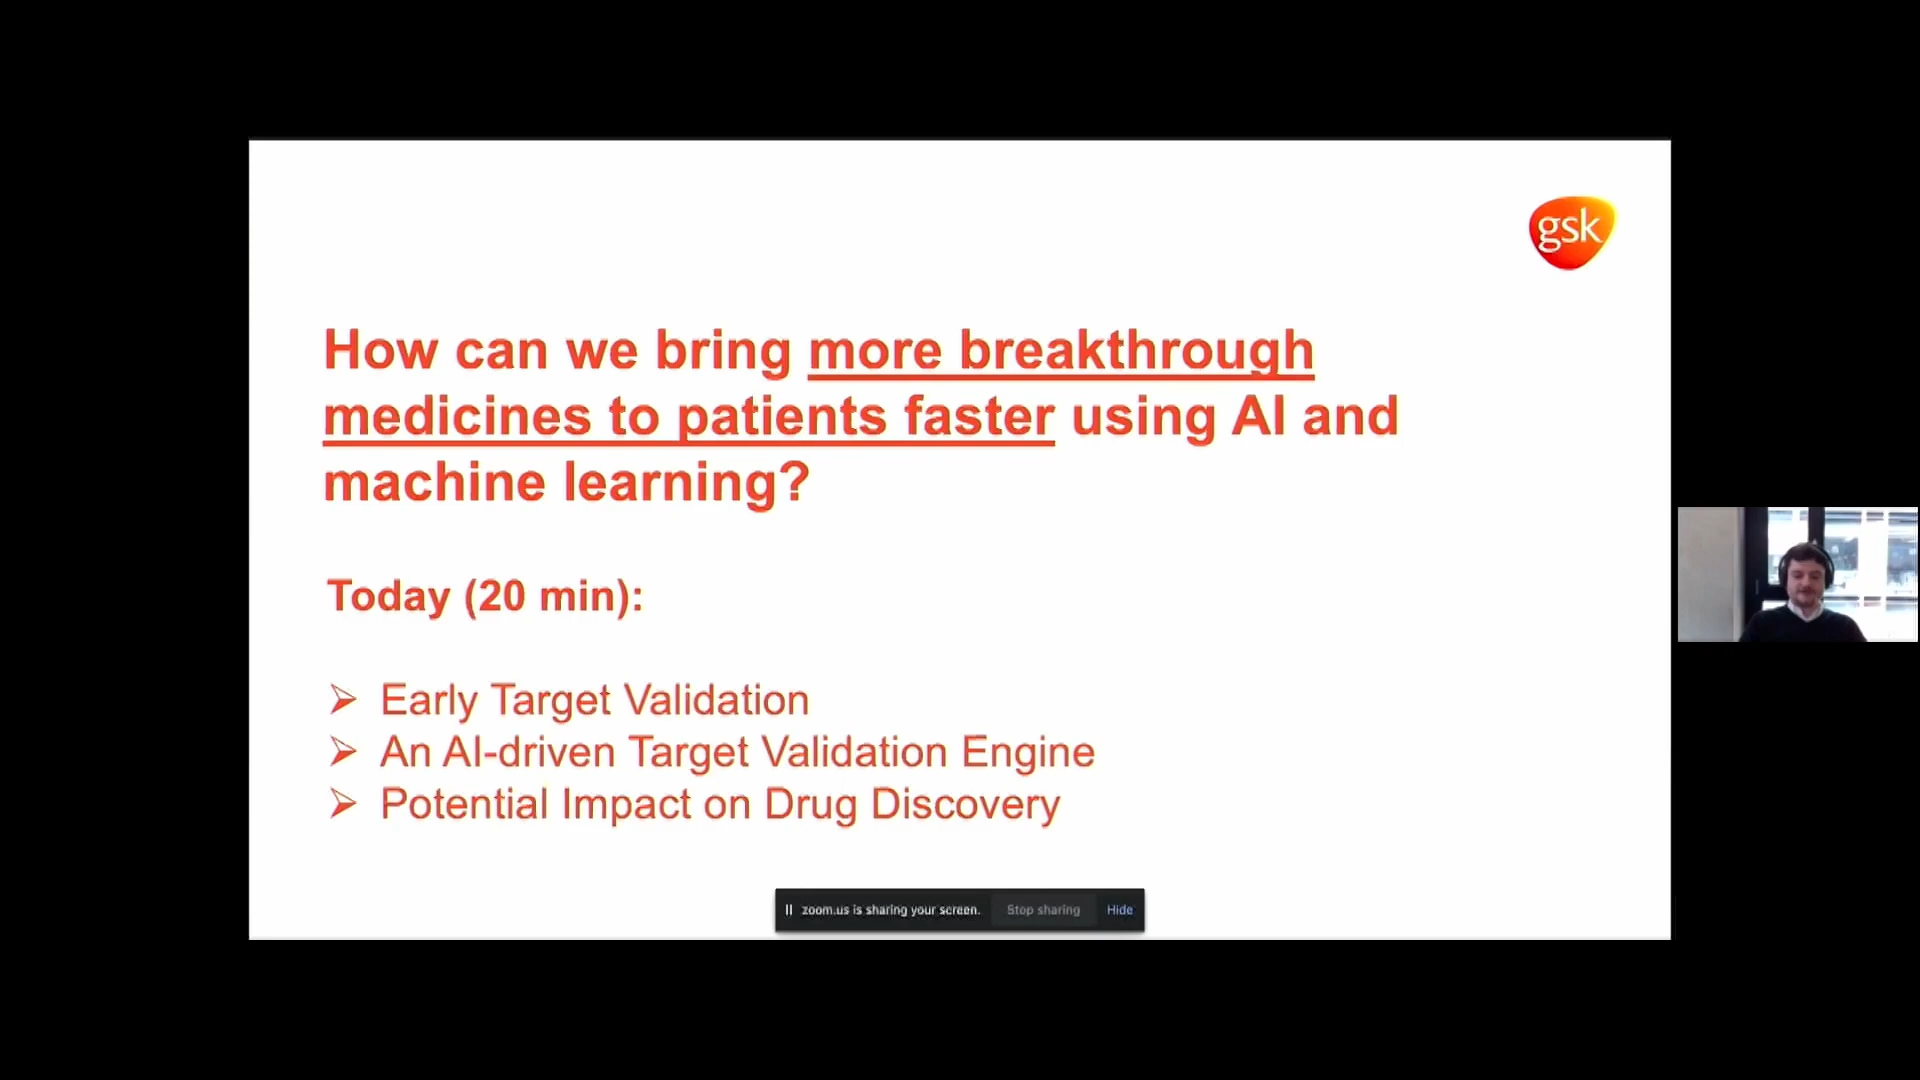 gsk
How can we bring more breakthrough
medicines to patients faster using AI and
machine learning?
Today (20 min):
Early Target Validation
An AI-driven Target Validation Engine
Potential Impact on Drug Discovery
zoom.us is sharing your screen. Stop sharing Hide